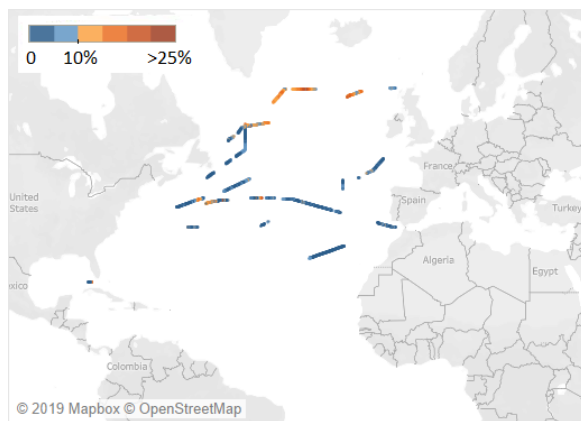 0 10% >25%
France
United
States
Spain
Turkey
Algeria
Egypt
xico
Colombia
© 2019 Mapbox © OpenStreetMap